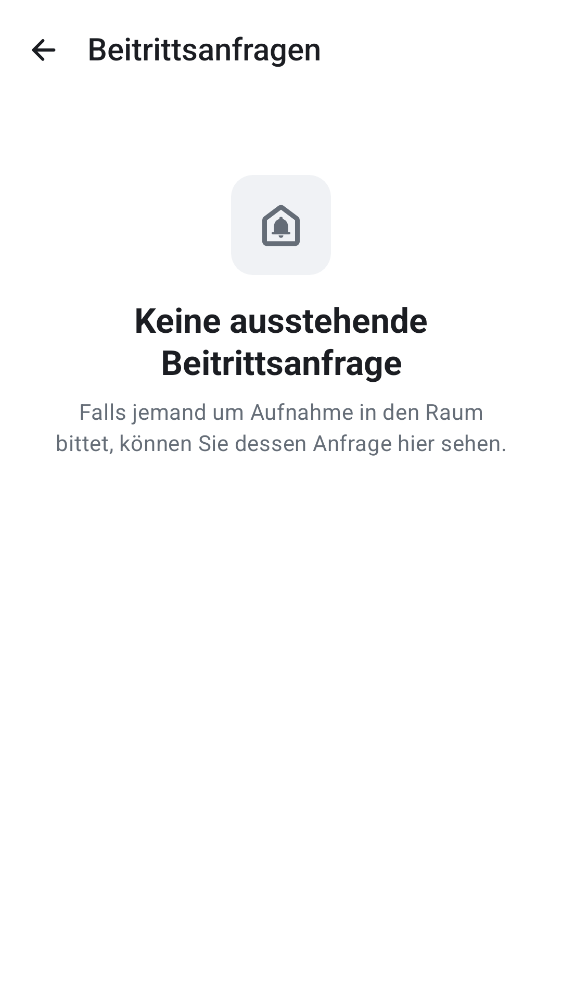 Beitrittsanfragen
Keine ausstehende
Beitrittsanfrage
Falls jemand um Aufnahme in den Raum
bittet, können Sie dessen Anfrage hier sehen.